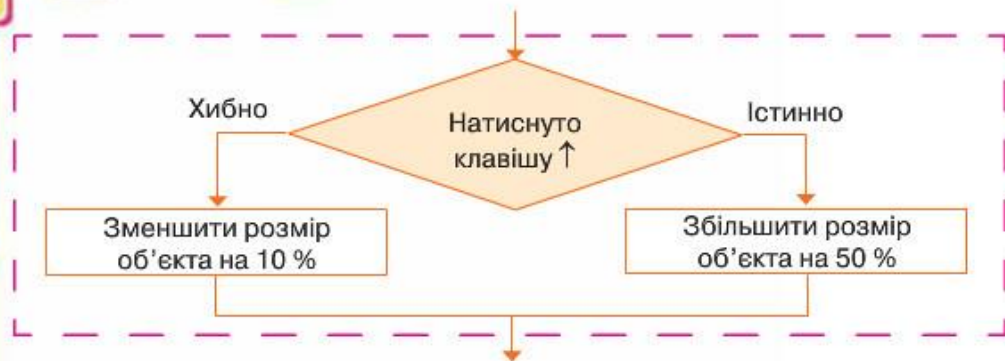 Хибно
Істинно
Натиснуто
клавішу ↑
Зменшити розмір
об’єкта на 10 %
Збільшити розмір
об’єкта на 50 %